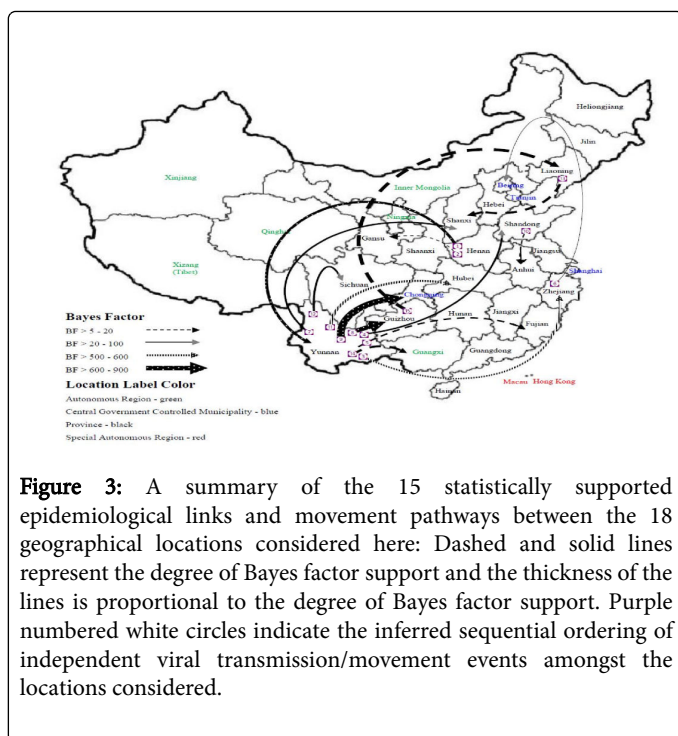 Heliongjiang
Jilin
Liaoning
Xinjiang
Inner Mongolia
Beijing
Tianjin
Hebei
Ningxia
Shanxi
Shandong
Qinghai
Gansu
Shaanxi
Henan
Jiangsu
Xizang
(Tibet)
Anhui
Shanghai
Sichuan
Hubei
Chongqing
Zhejiang
Bayes Factor
BF > 5 - 20
BF > 20 - 100
BF > 500 - 600
BF > 600 - 900
Hunan
Jiangxi
Guizhou
Fujian
Yunnan
Guangxi
Guangdong
Location Label Color
Autonomous Region - green
Central Government Controlled Municipality - blue
Province - black
Special Autonomous Region - red
Macau Hong Kong
Hainan
Figure 3: A summary of the 15 statistically supported
epidemiological links and movement pathways between the 18
geographical locations considered here: Dashed and solid lines
represent the degree of Bayes factor support and the thickness of the
lines is proportional to the degree of Bayes factor support. Purple
numbered white circles indicate the inferred sequential ordering of
independent viral transmission/movement events amongst the
locations considered.